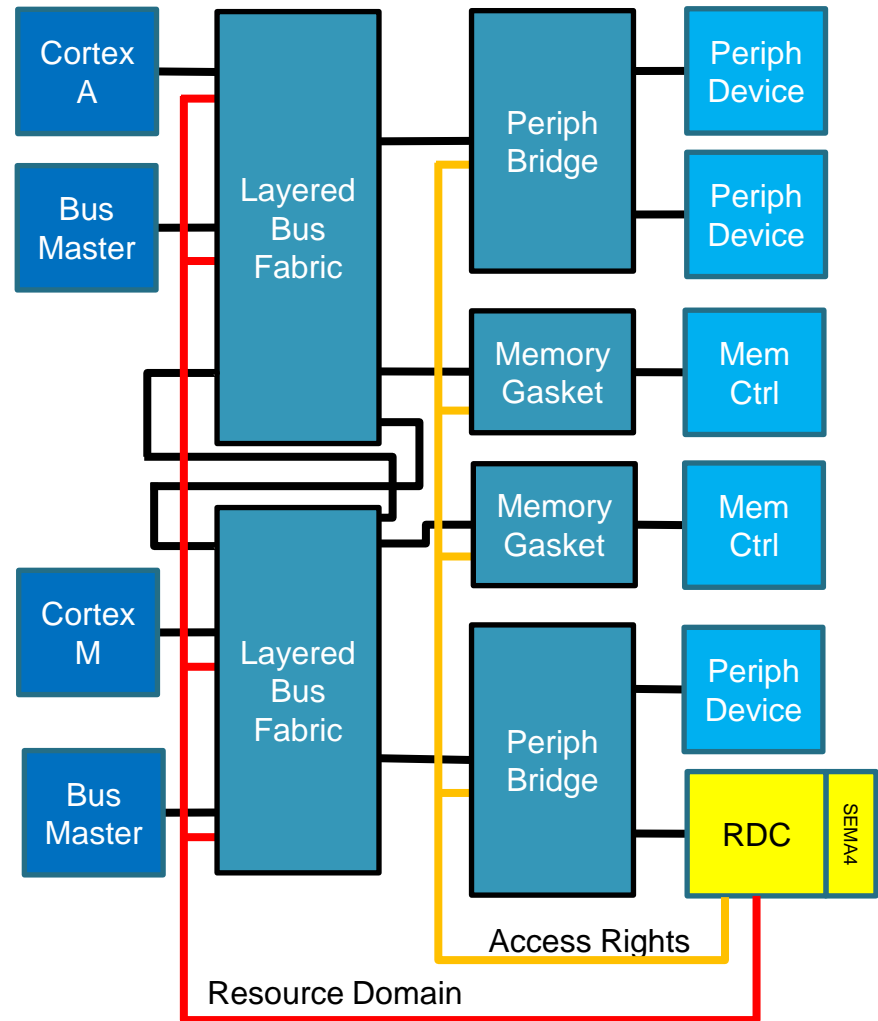 Cortex
A
Bus
Master
Layered
Bus
Fabric
Periph
Bridge
Periph
Device
Periph
Device
Memory
Gasket
Mem
Ctrl
Memory
Gasket
Mem
Ctrl
Cortex
M
Bus
Master
Layered
Bus
Fabric
Periph
Bridge
Periph
Device
RDC
SEMA4
Access Rights
Resource Domain